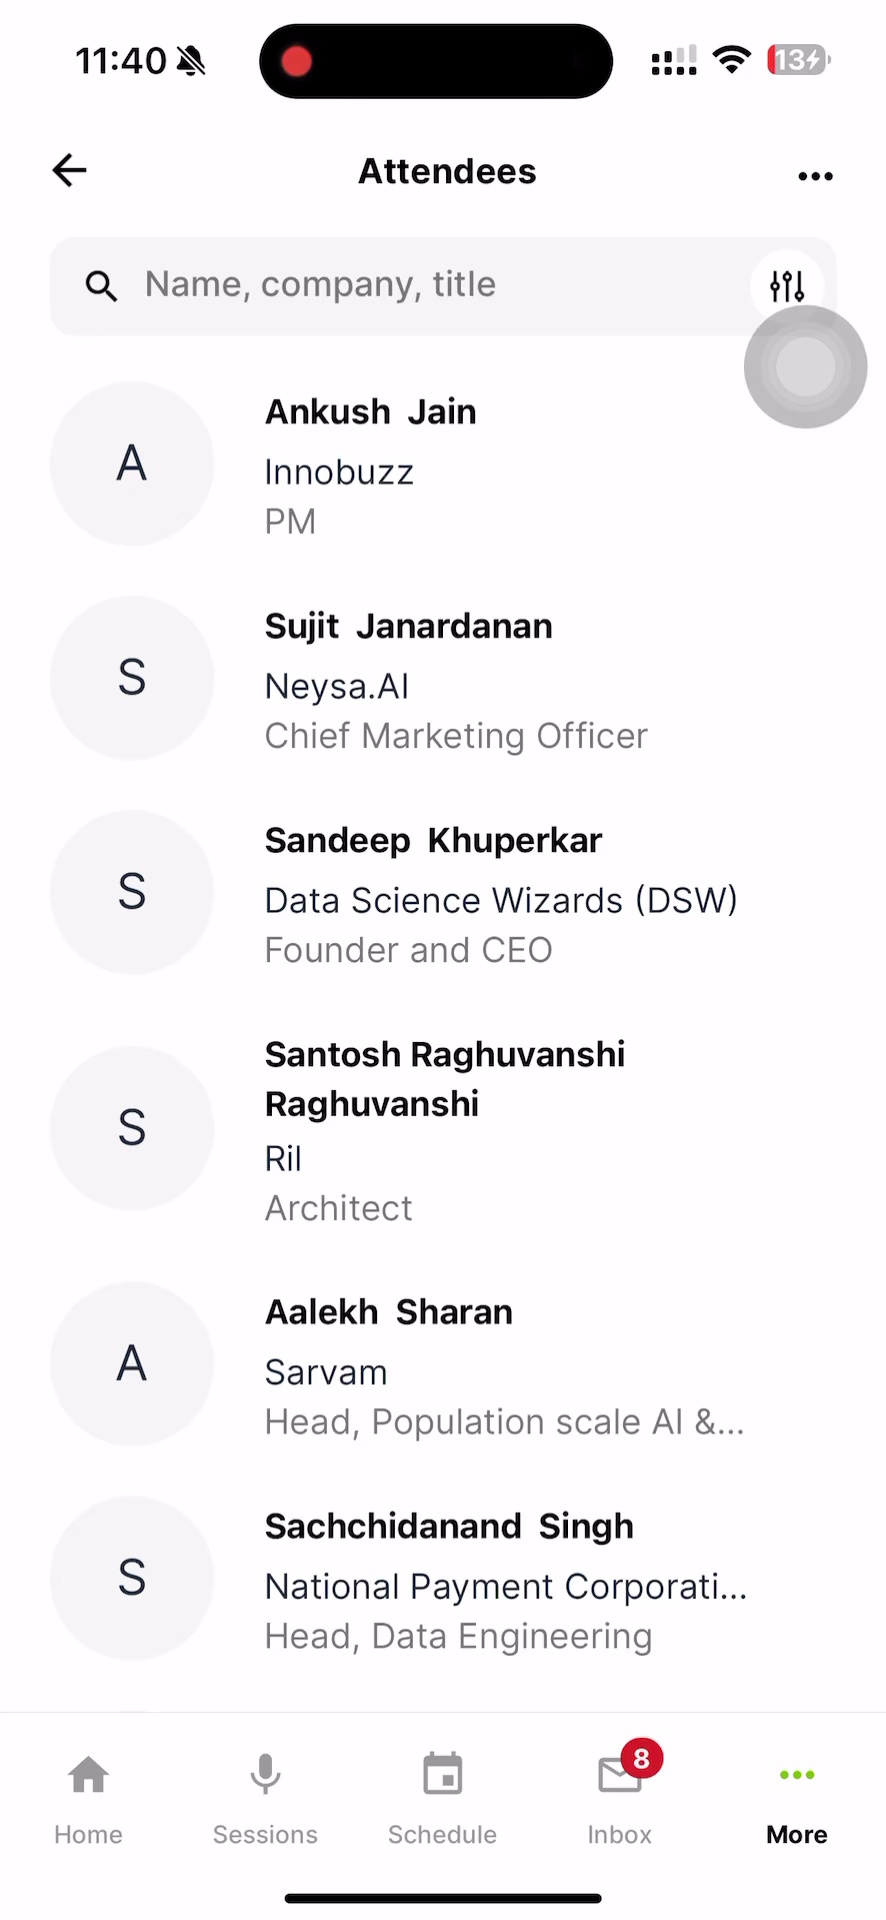 11:40
13
Attendees
Name, company, title
A
Ankush Jain
Innobuzz
PM
S
Sujit Janardanan
Neysa.AI
Chief Marketing Officer
S
Sandeep Khuperkar
Data Science Wizards (DSW)
Founder and CEO
S
Santosh Raghuvanshi
Raghuvanshi
Ril
Architect
A
Aalekh Sharan
Sarvam
Head, Population scale AI &...
S
Sachchidanand Singh
National Payment Corporati...
Head, Data Engineering
8
Home Sessions Schedule Inbox More